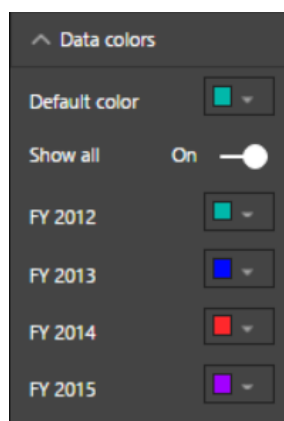 Data colors
Default color
Show all On
FY 2012
FY 2013
FY 2014
FY 2015